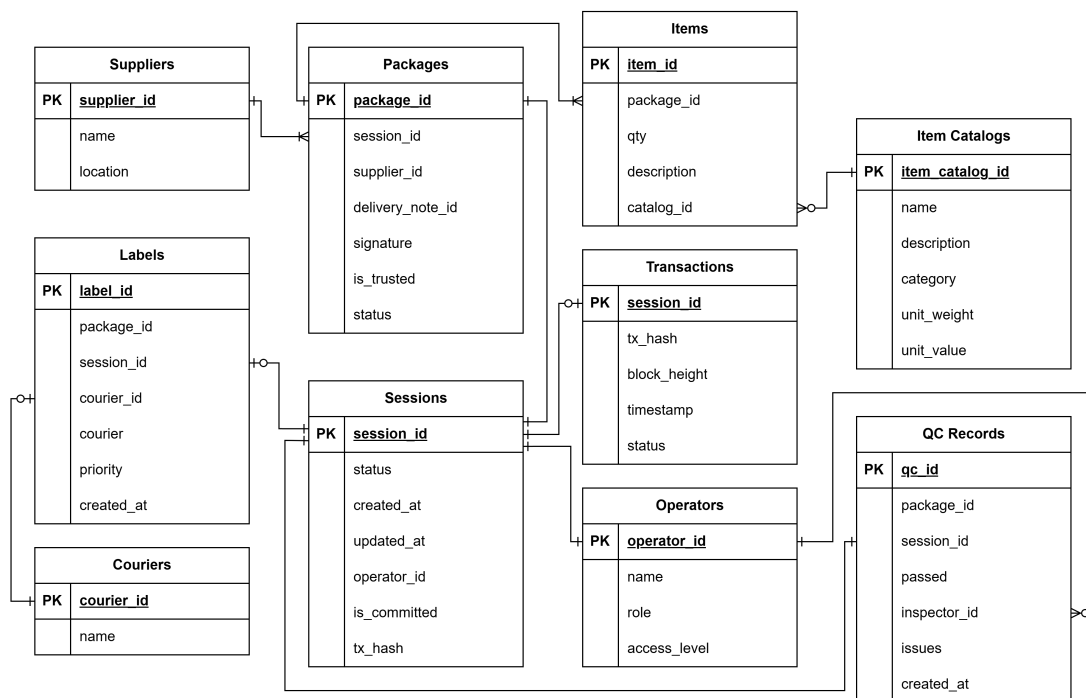 Suppliers
PK supplier_id
name
location
Packages
PK package_id
session_id
supplier_id
delivery_note_id
signature
is_trusted
status
Items
PK item_id
package_id
qty
description
catalog_id
Item Catalogs
PK item_catalog_id
name
description
category
unit_weight
unit_value
Labels
PK label_id
package_id
session_id
courier_id
courier
priority
created_at
Transactions
PK session_id
tx_hash
block_height
timestamp
status
Sessions
PK session_id
status
created_at
updated_at
operator_id
is_committed
tx_hash
QC Records
PK qc_id
package_id
session_id
passed
inspector_id
issues
created_at
Operators
PK operator_id
name
role
access_level
Couriers
PK courier_id
name